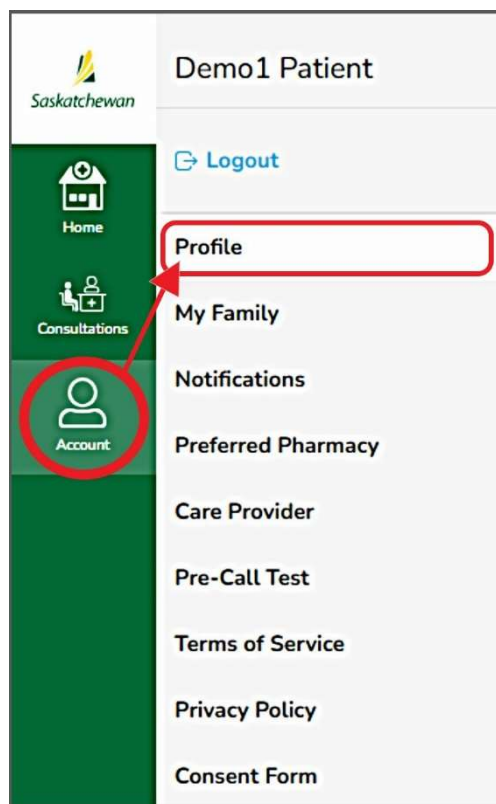 Saskatchewan
Home
Consultations
Account
Demo1 Patient
Logout
Profile
My Family
Notifications
Preferred Pharmacy
Care Provider
Pre-Call Test
Terms of Service
Privacy Policy
Consent Form